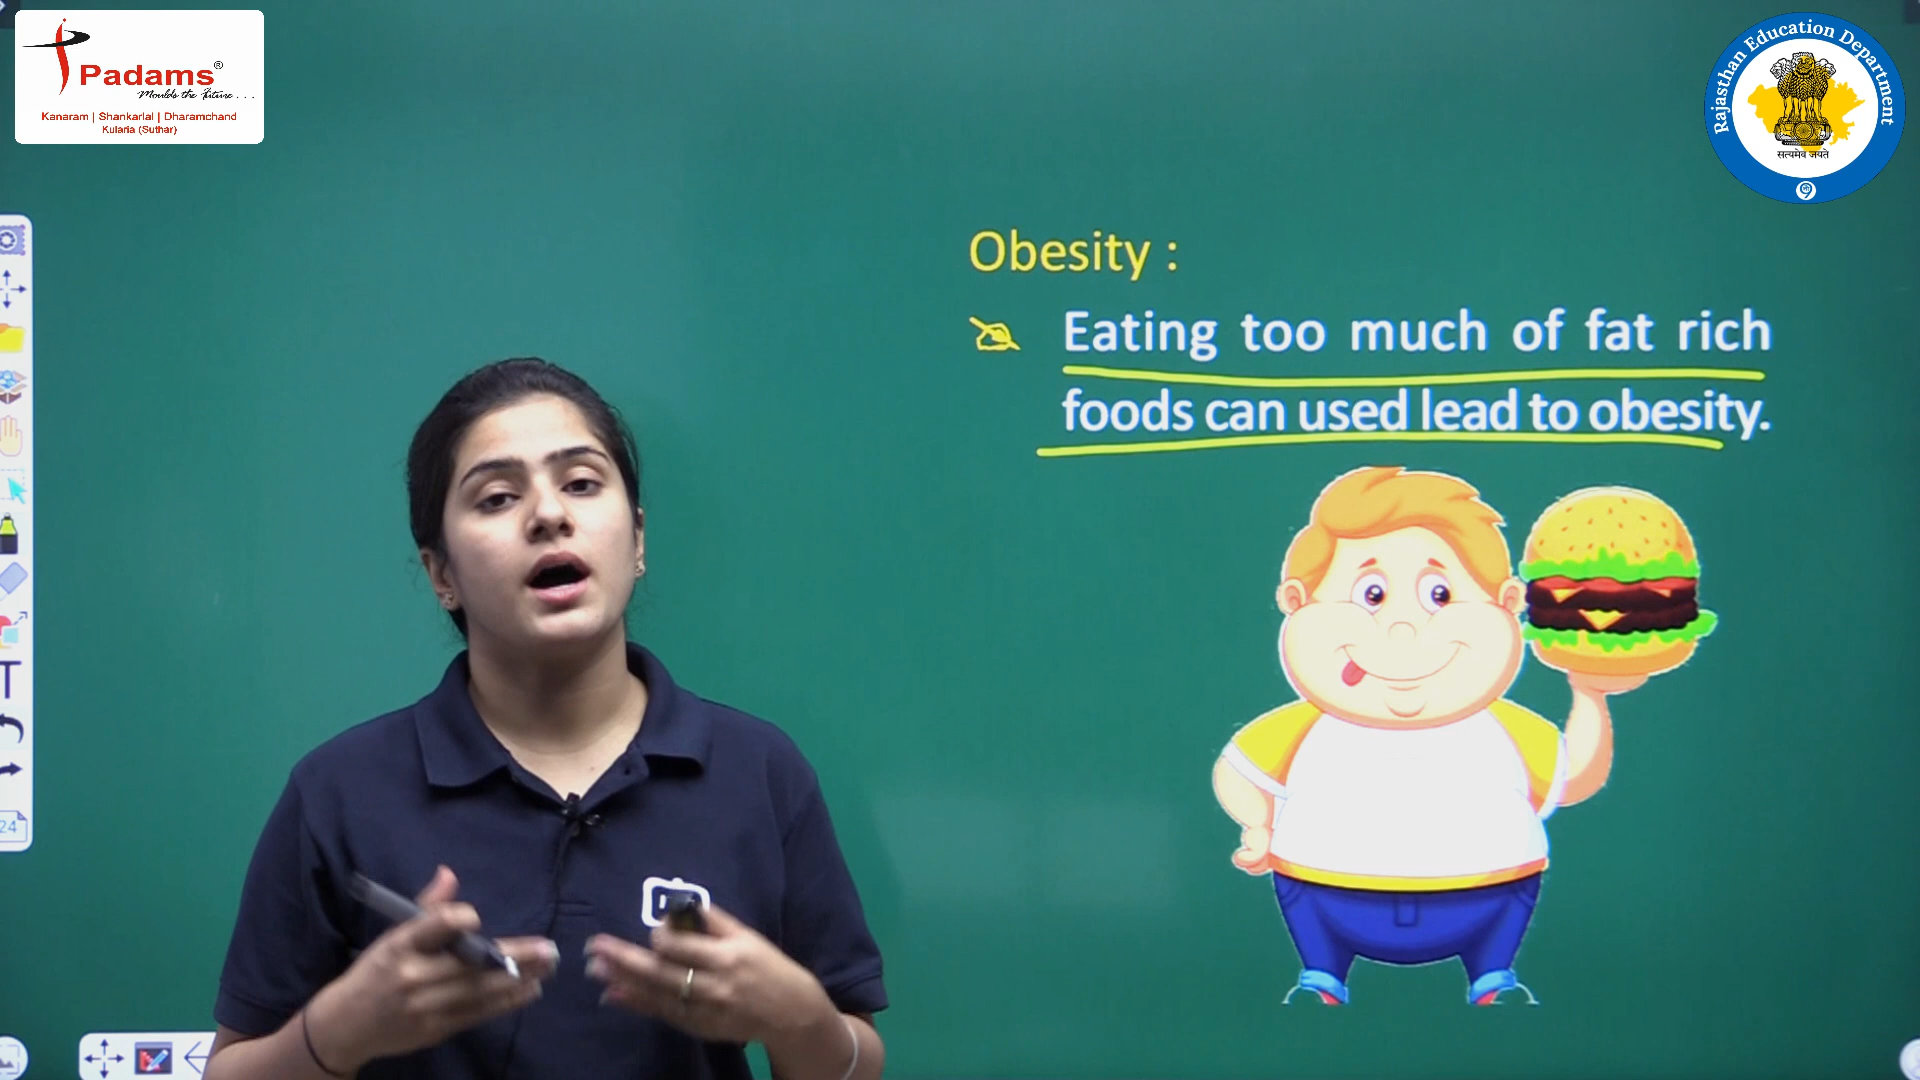 Padams®
Moulds the Future . . .
Kanaram | Shankarlal | Dharamchand
Kularia (Suthar)
Rajasthan Education Department
सत्यमेव जयते
Obesity :
Eating too much of fat rich
foods can used lead to obesity.
T
24